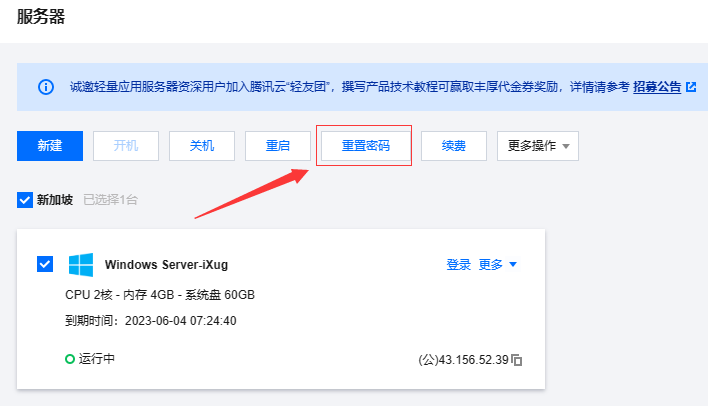 服务器
诚邀轻量应用服务器资深用户加入腾讯云“轻友团”，撰写产品技术教程可赢取丰厚代金券奖励，详情请参考 招募公告
新建 开机 关机 重启 重置密码 续费 更多操作
新加坡 已选择1台
Windows Server-iXug 登录 更多
CPU 2核 - 内存 4GB - 系统盘 60GB
到期时间：2023-06-04 07:24:40
运行中 (公)43.156.52.39